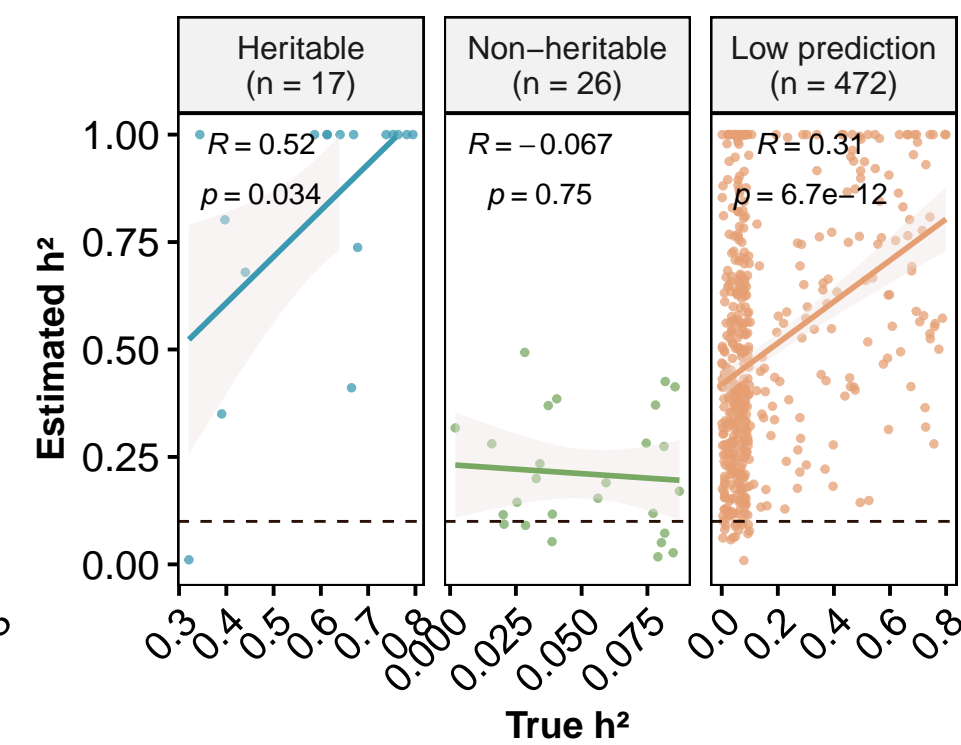 Heritable
(n = 17)
Non−heritable
(n = 26)
Low prediction
(n = 472)
R = 0.52
p = 0.034
R = −0.067
p = 0.75
R = 0.31
p = 6.7e−12
Estimated h²
1.00
0.75
0.50
0.25
0.00
0.3
0.4
0.5
0.6
0.7
0.8
0.000
0.025
0.050
0.075
0.0
0.2
0.4
0.6
0.8
True h²